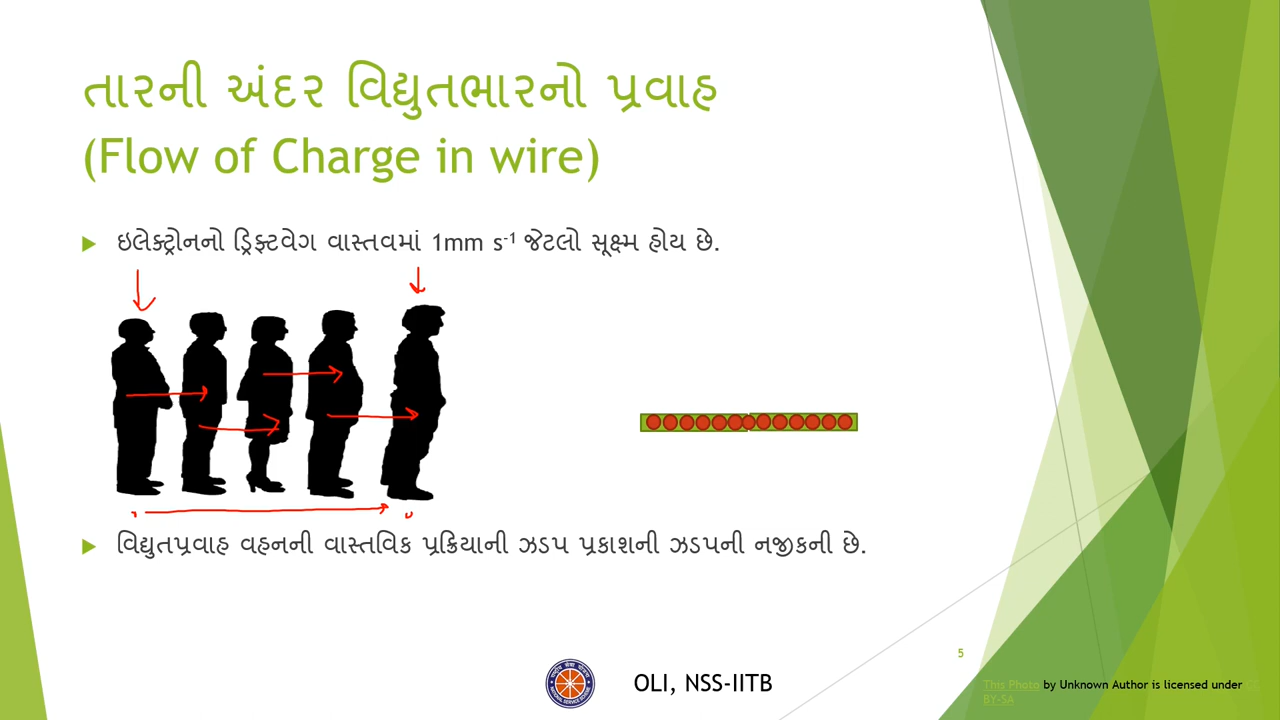 તારની અંદર વિદ્યુતભારનો પ્રવાહ
(Flow of Charge in wire)
ઇલેક્ટ્રોનનો ડ્રિફ્ટવેગ વાસ્તવમાં 1mm s-1 જેટલો સૂક્ષ્મ હોય છે.
વિદ્યુતપ્રવાહ વહનની વાસ્તવિક પ્રક્રિયાની ઝડપ પ્રકાશની ઝડપની નજીકની છે.
5
OLI, NSS-IITB
This Photo by Unknown Author is licensed under CC
BY-SA